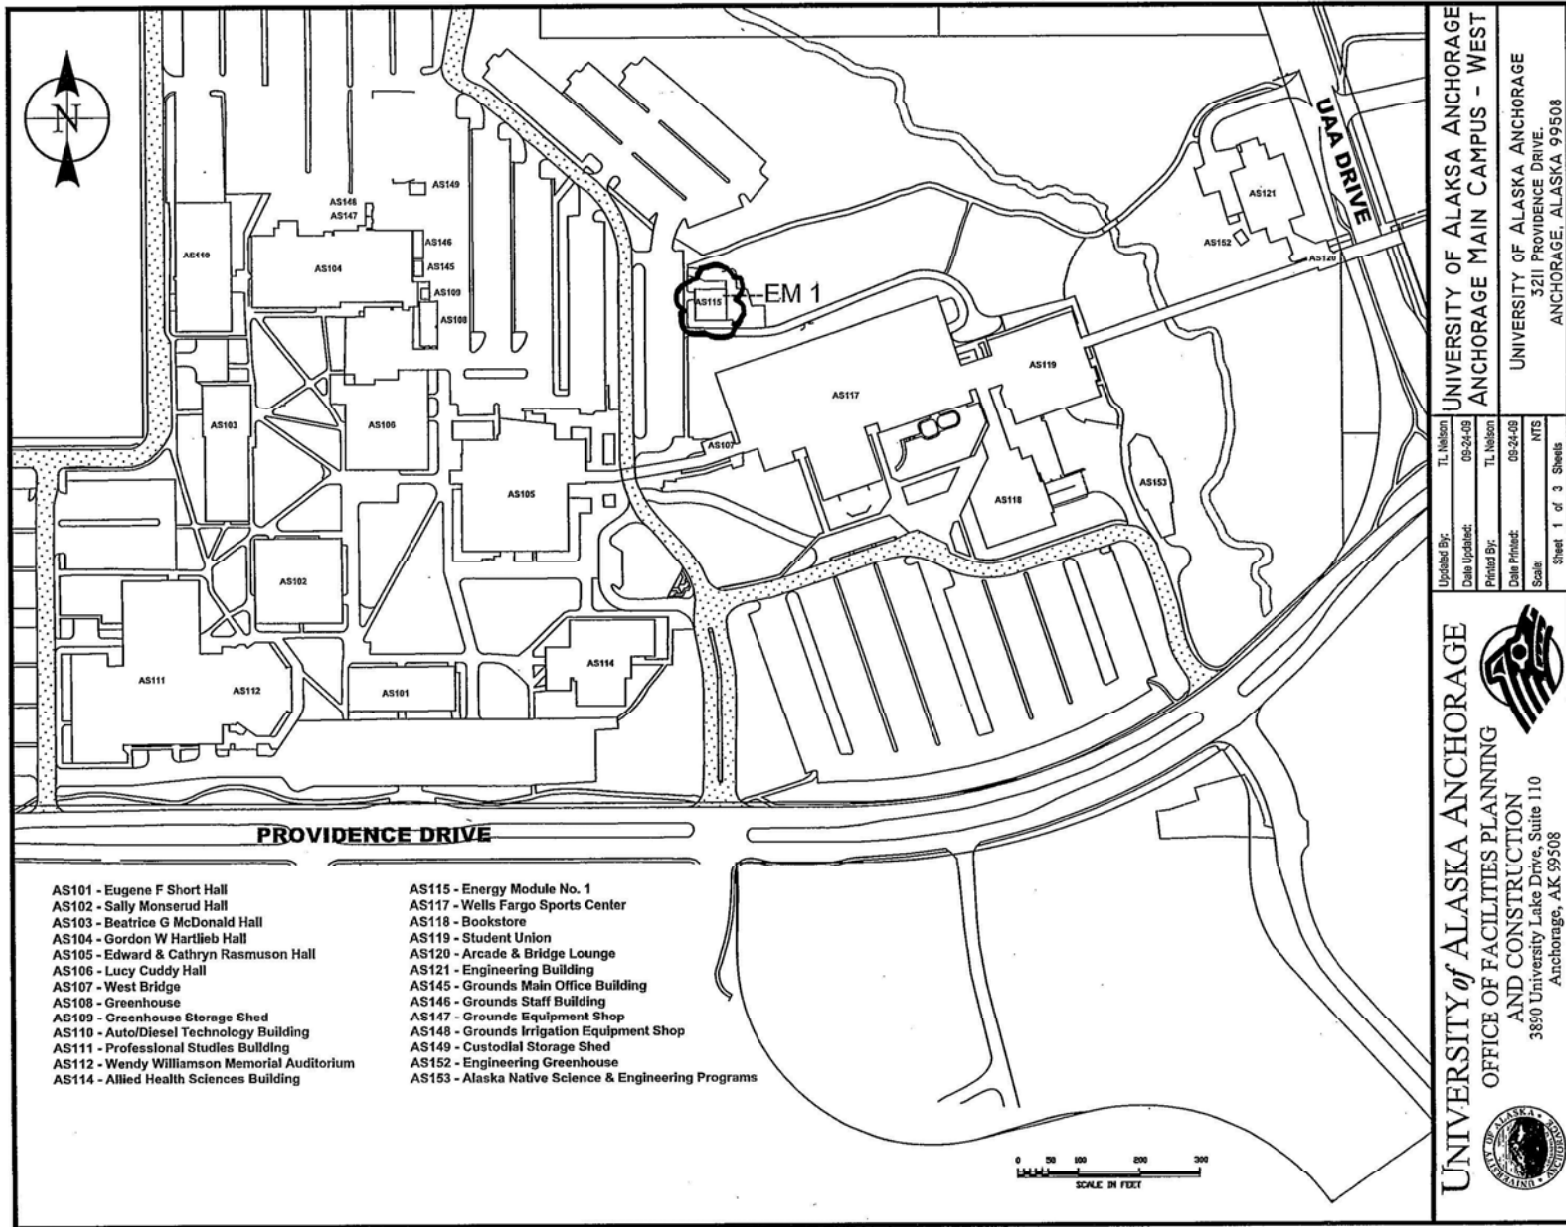 N
AS149
AS148
AS147
AS146
AS145
AS109
AS108
AS110
AS104
AS103
AS106
AS105
AS102
AS111
AS112
AS101
AS114
AS115
EM 1
AS107
AS117
AS119
AS118
AS153
AS120
AS121
AS152
UAA DRIVE
PROVIDENCE DRIVE
AS101 - Eugene F Short Hall
AS102 - Sally Monserud Hall
AS103 - Beatrice G McDonald Hall
AS104 - Gordon W Hartlieb Hall
AS105 - Edward & Cathryn Rasmuson Hall
AS106 - Lucy Cuddy Hall
AS107 - West Bridge
AS108 - Greenhouse
AS109 - Greenhouse Storage Shed
AS110 - Auto/Diesel Technology Building
AS111 - Professional Studies Building
AS112 - Wendy Williamson Memorial Auditorium
AS114 - Allied Health Sciences Building
AS115 - Energy Module No. 1
AS117 - Wells Fargo Sports Center
AS118 - Bookstore
AS119 - Student Union
AS120 - Arcade & Bridge Lounge
AS121 - Engineering Building
AS145 - Grounds Main Office Building
AS146 - Grounds Staff Building
AS147 - Grounds Equipment Shop
AS148 - Grounds Irrigation Equipment Shop
AS149 - Custodial Storage Shed
AS152 - Engineering Greenhouse
AS153 - Alaska Native Science & Engineering Programs
0 50 100 200 300
SCALE IN FEET
UNIVERSITY OF ALAKSA ANCHORAGE
ANCHORAGE MAIN CAMPUS - WEST
UNIVERSITY OF ALASKA ANCHORAGE
3211 PROVIDENCE DRIVE.
ANCHORAGE, ALASKA 99508
Updated By: TL Nelson
Date Updated: 09-24-09
Printed By: TL Nelson
Date Printed: 09-24-09
Scale: NTS
Sheet 1 of 3 Sheets
UNIVERSITY of ALASKA ANCHORAGE
OFFICE OF FACILITIES PLANNING
AND CONSTRUCTION
3890 University Lake Drive, Suite 110
Anchorage, AK 99508
UNIVERSITY OF ALASKA
ANCHORAGE